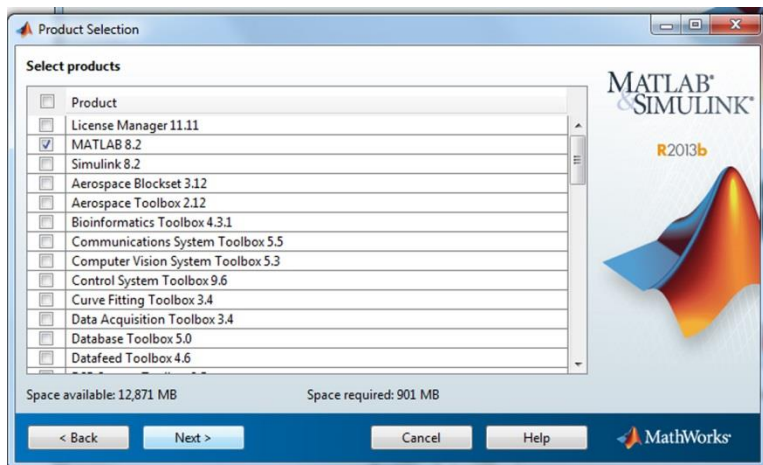 Product Selection
Select products
Product
License Manager 11.11
MATLAB 8.2
Simulink 8.2
Aerospace Blockset 3.12
Aerospace Toolbox 2.12
Bioinformatics Toolbox 4.3.1
Communications System Toolbox 5.5
Computer Vision System Toolbox 5.3
Control System Toolbox 9.6
Curve Fitting Toolbox 3.4
Data Acquisition Toolbox 3.4
Database Toolbox 5.0
Datafeed Toolbox 4.6
MATLAB®
&SIMULINK®
R2013b
Space available: 12,871 MB Space required: 901 MB
< Back Next > Cancel Help MathWorks®